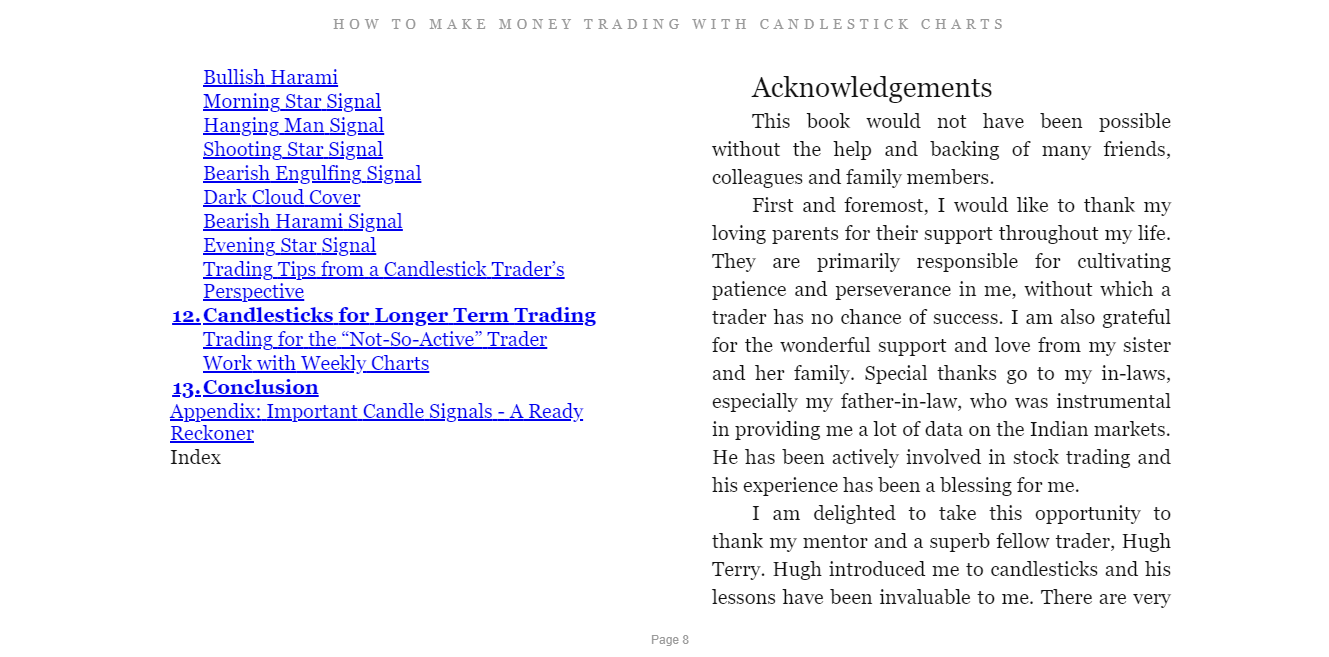 HOW TO MAKE MONEY TRADING WITH CANDLESTICK CHARTS
Bullish Harami
Morning Star Signal
Hanging Man Signal
Shooting Star Signal
Bearish Engulfing Signal
Dark Cloud Cover
Bearish Harami Signal
Evening Star Signal
Trading Tips from a Candlestick Trader’s
Perspective
12. Candlesticks for Longer Term Trading
Trading for the “Not-So-Active” Trader
Work with Weekly Charts
13. Conclusion
Appendix: Important Candle Signals - A Ready
Reckoner
Index
Acknowledgements
This book would not have been possible
without the help and backing of many friends,
colleagues and family members.
First and foremost, I would like to thank my
loving parents for their support throughout my life.
They are primarily responsible for cultivating
patience and perseverance in me, without which a
trader has no chance of success. I am also grateful
for the wonderful support and love from my sister
and her family. Special thanks go to my in-laws,
especially my father-in-law, who was instrumental
in providing me a lot of data on the Indian markets.
He has been actively involved in stock trading and
his experience has been a blessing for me.
I am delighted to take this opportunity to
thank my mentor and a superb fellow trader, Hugh
Terry. Hugh introduced me to candlesticks and his
lessons have been invaluable to me. There are very
Page 8